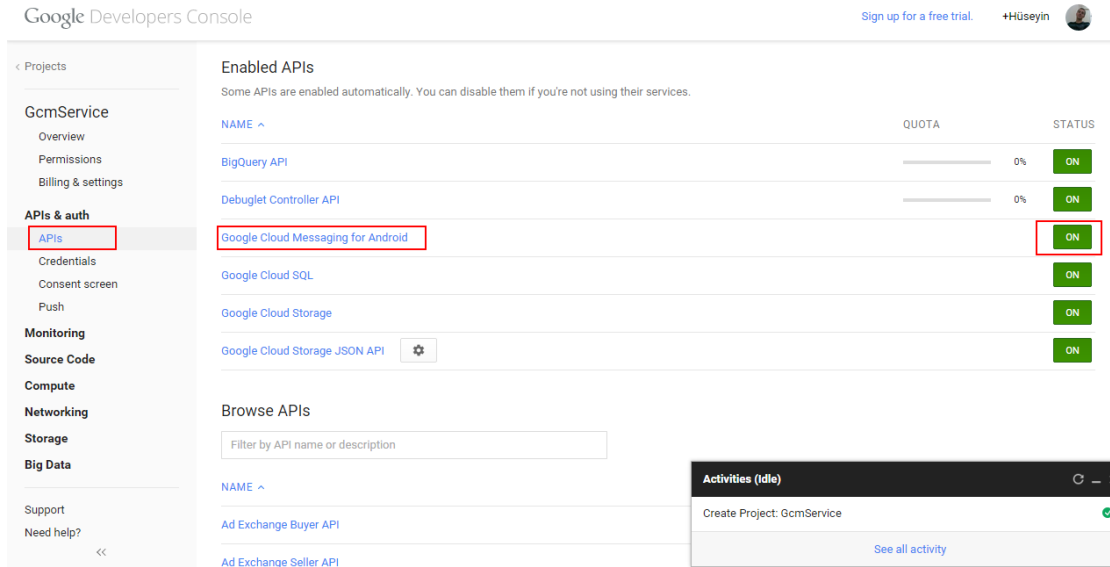 Google Developers Console
Sign up for a free trial. +Hüseyin
< Projects
GcmService
Overview
Permissions
Billing & settings
APIs & auth
APIs
Credentials
Consent screen
Push
Monitoring
Source Code
Compute
Networking
Storage
Big Data
Support
Need help?
Enabled APIs
Some APIs are enabled automatically. You can disable them if you're not using their services.
NAME QUOTA STATUS
BigQuery API 0% ON
Debuglet Controller API 0% ON
Google Cloud Messaging for Android ON
Google Cloud SQL ON
Google Cloud Storage ON
Google Cloud Storage JSON API ON
Browse APIs
Filter by API name or description
NAME
Ad Exchange Buyer API
Ad Exchange Seller API
Activities (Idle)
Create Project: GcmService
See all activity